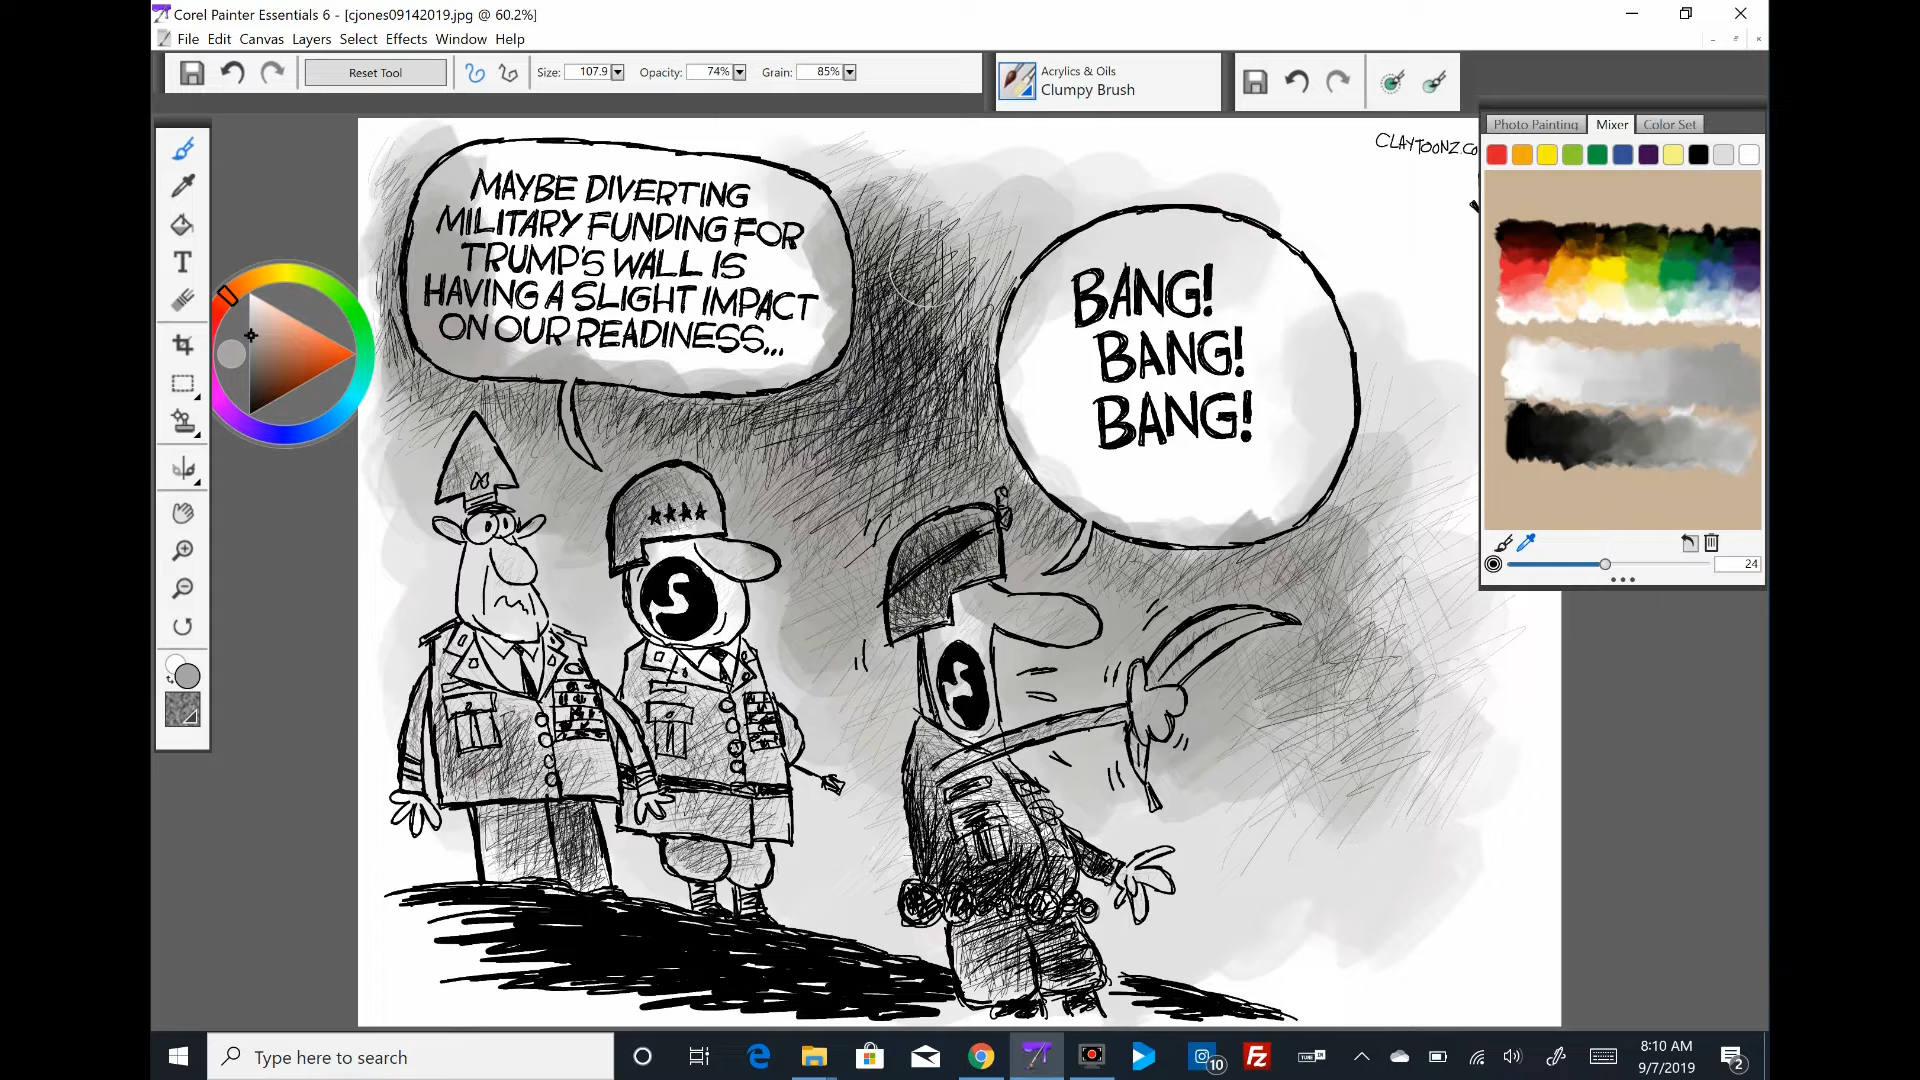 Corel Painter Essentials 6 - [cjones09142019.jpg @ 60.2%]
File Edit Canvas Layers Select Effects Window Help
Reset Tool
Size: 107.9
Opacity: 74%
Grain: 85%
Acrylics & Oils
Clumpy Brush
Photo Painting Mixer Color Set
24
CLAYTOONZ.CO
MAYBE DIVERTING
MILITARY FUNDING FOR
TRUMP'S WALL IS
HAVING A SLIGHT IMPACT
ON OUR READINESS...
BANG!
BANG!
BANG!
Type here to search
10
8:10 AM
9/7/2019
2